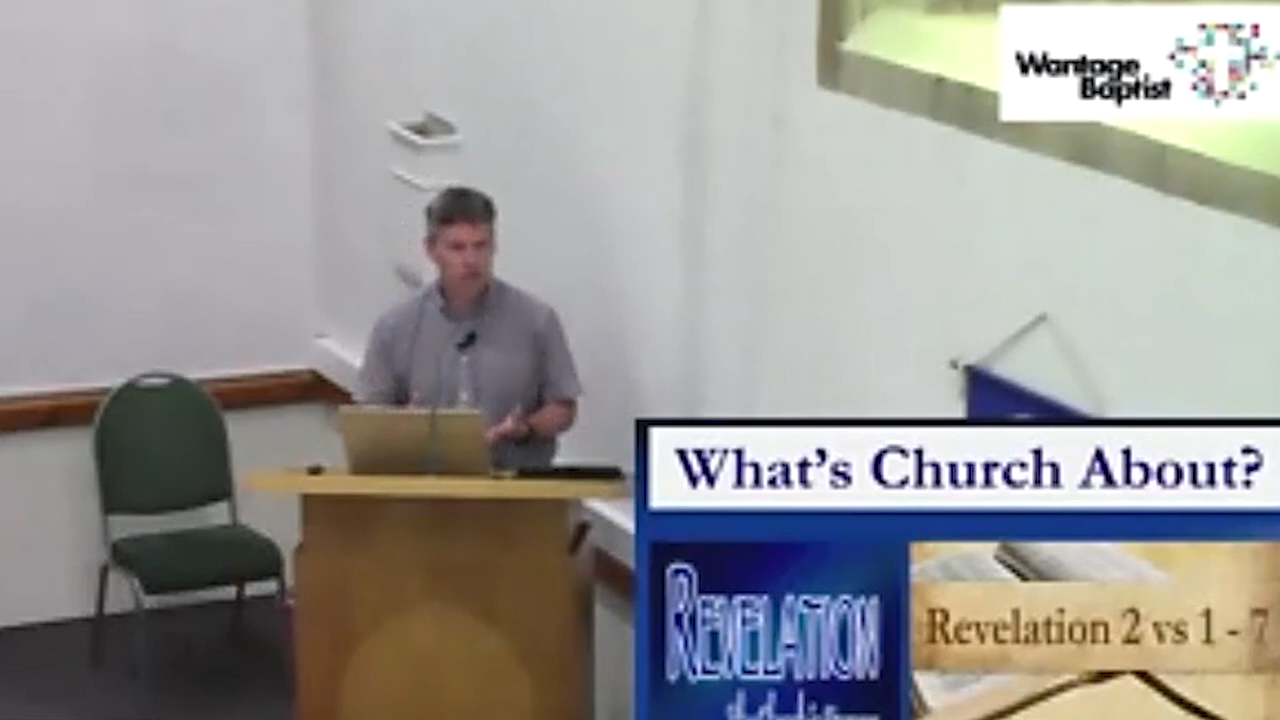 Wantage
Baptist
What's Church About?
REVELATION
Revelation 2 vs 1 - 7